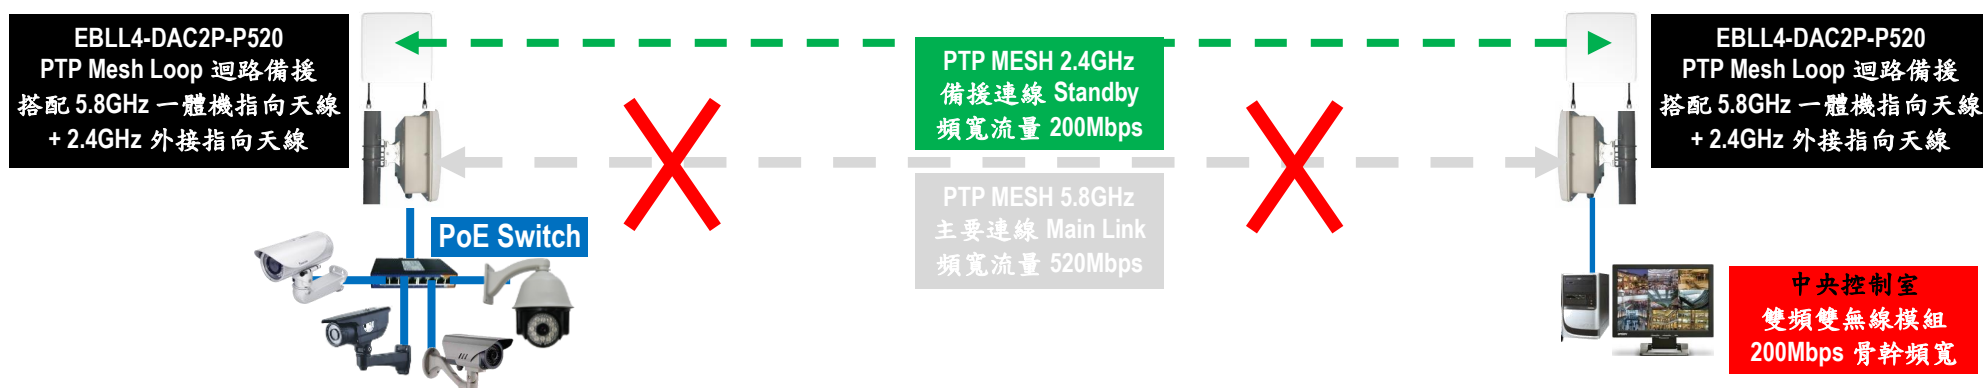 EBLL4-DAC2P-P520
PTP Mesh Loop 迴路備援
搭配 5.8GHz 一體機指向天線
+ 2.4GHz 外接指向天線
PTP MESH 2.4GHz
備援連線 Standby
頻寬流量 200Mbps
EBLL4-DAC2P-P520
PTP Mesh Loop 迴路備援
搭配 5.8GHz 一體機指向天線
+ 2.4GHz 外接指向天線
PTP MESH 5.8GHz
主要連線 Main Link
頻寬流量 520Mbps
PoE Switch
中央控制室
雙頻雙無線模組
200Mbps 骨幹頻寬